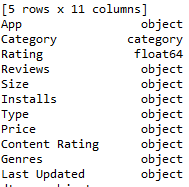 [5 rows x 11 columns]
App object
Category category
Rating float64
Reviews object
Size object
Installs object
Type object
Price object
Content Rating object
Genres object
Last Updated object